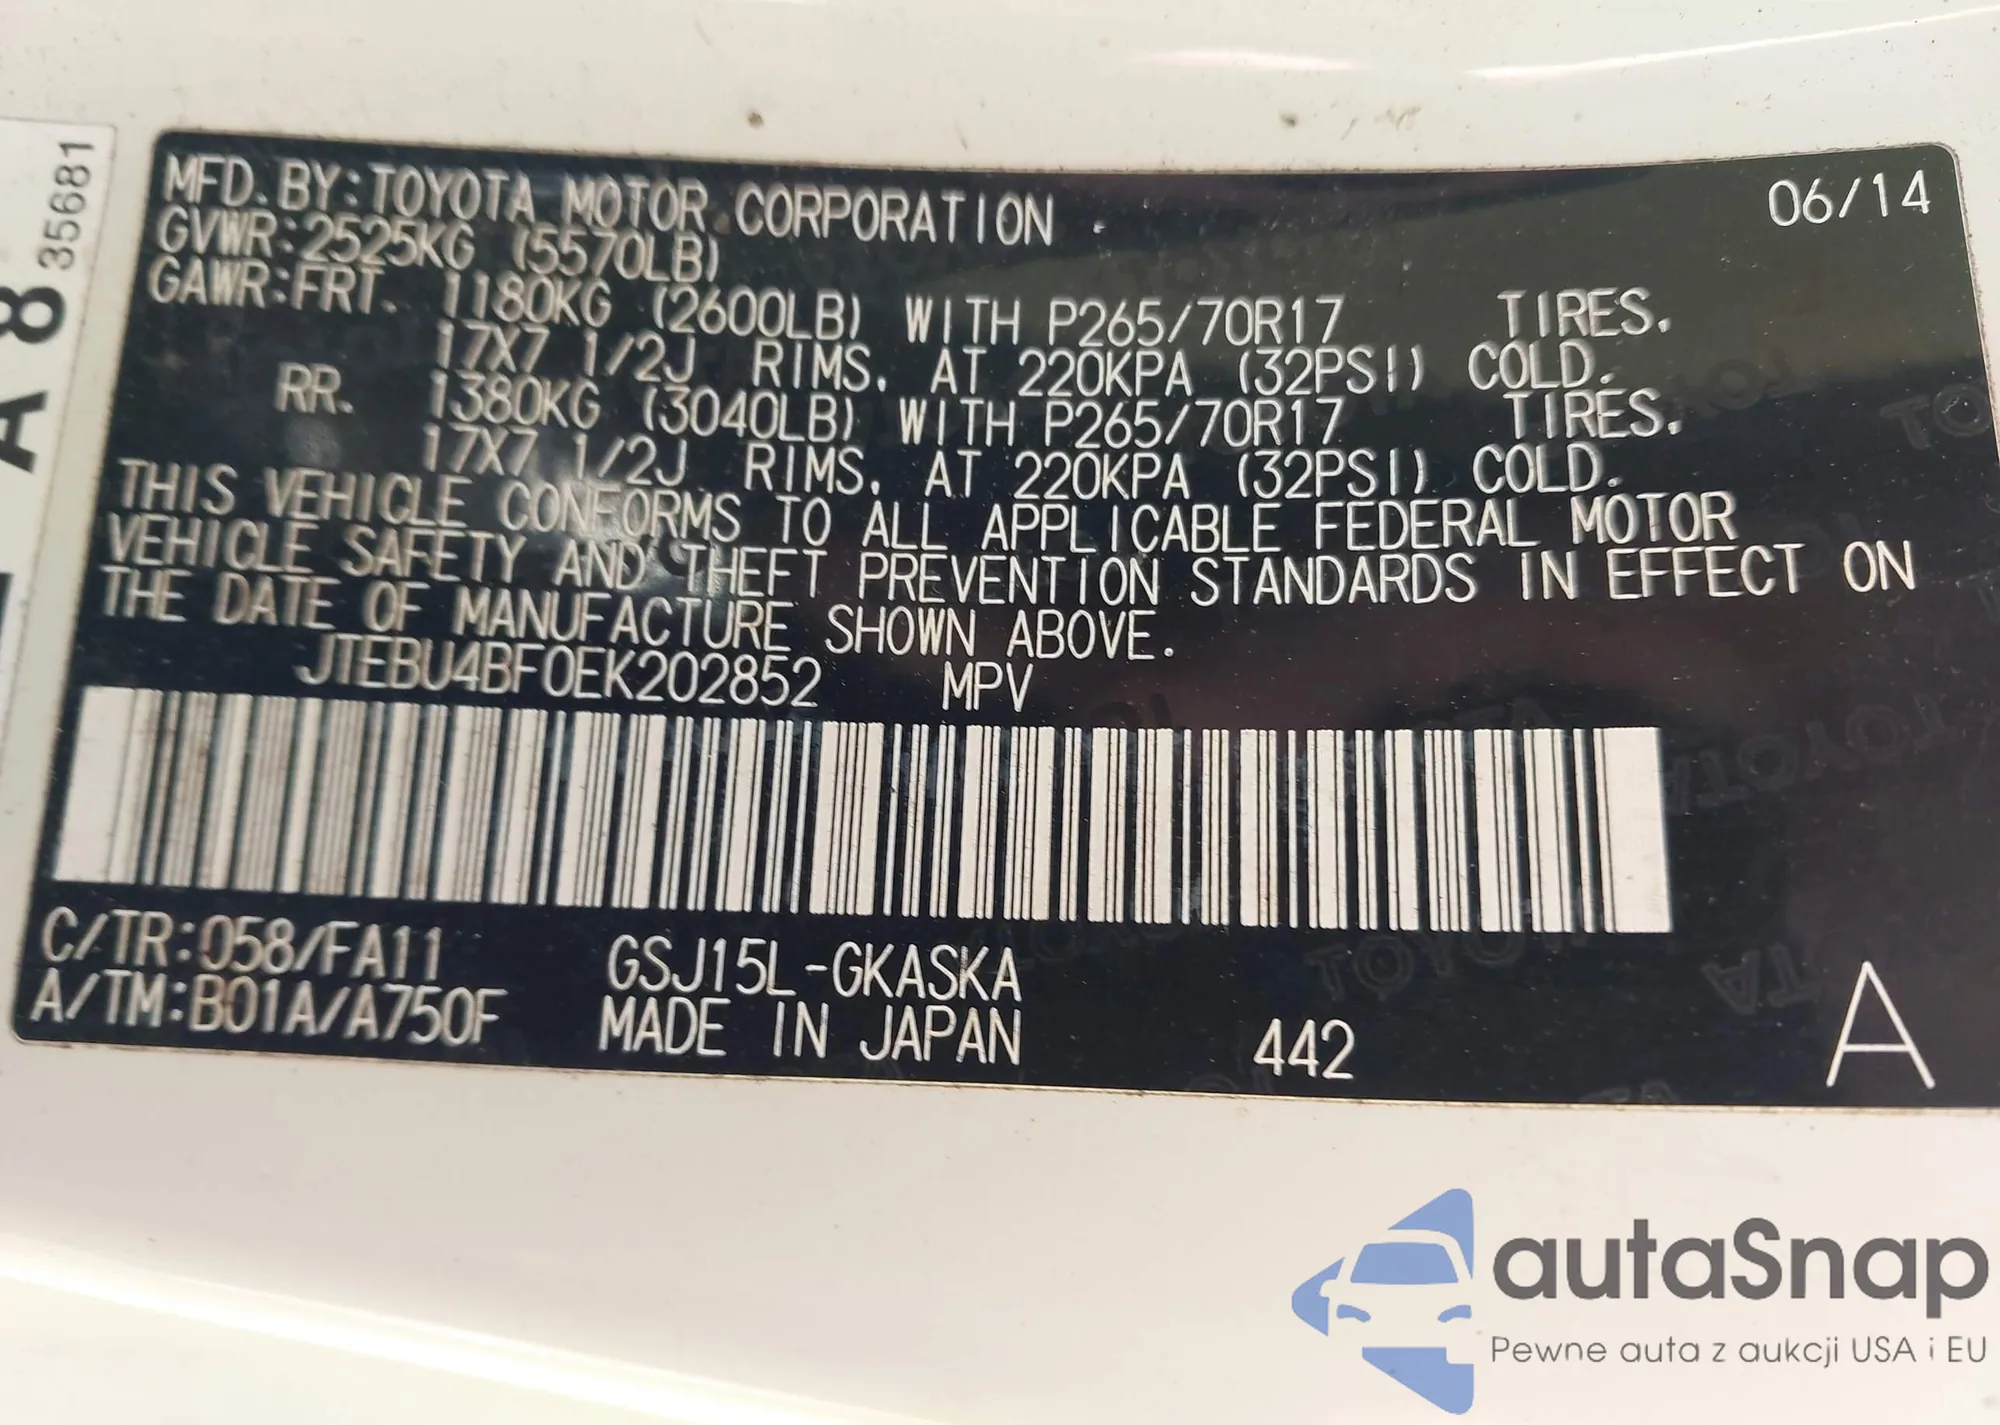 MFD. BY: TOYOTA MOTOR CORPORATION 06/14
GVWR: 2525KG (5570LB)
GAWR: FRT. 1180KG (2600LB) WITH P265/70R17 TIRES.
17X7 1/2J RIMS. AT 220KPA (32PSI) COLD.
RR. 1380KG (3040LB) WITH P265/70R17 TIRES.
17X7 1/2J RIMS. AT 220KPA (32PSI) COLD.
THIS VEHICLE CONFORMS TO ALL APPLICABLE FEDERAL MOTOR
VEHICLE SAFETY AND THEFT PREVENTION STANDARDS IN EFFECT ON
THE DATE OF MANUFACTURE SHOWN ABOVE.
JTEBU4BF0EK202852 MPV
C/TR: 058/FA11 GSJ15L-GKASKA
A/TM: B01A/A750F MADE IN JAPAN 442 A
A8 35681
autaSnap
Pewne auta z aukcji USA i EU